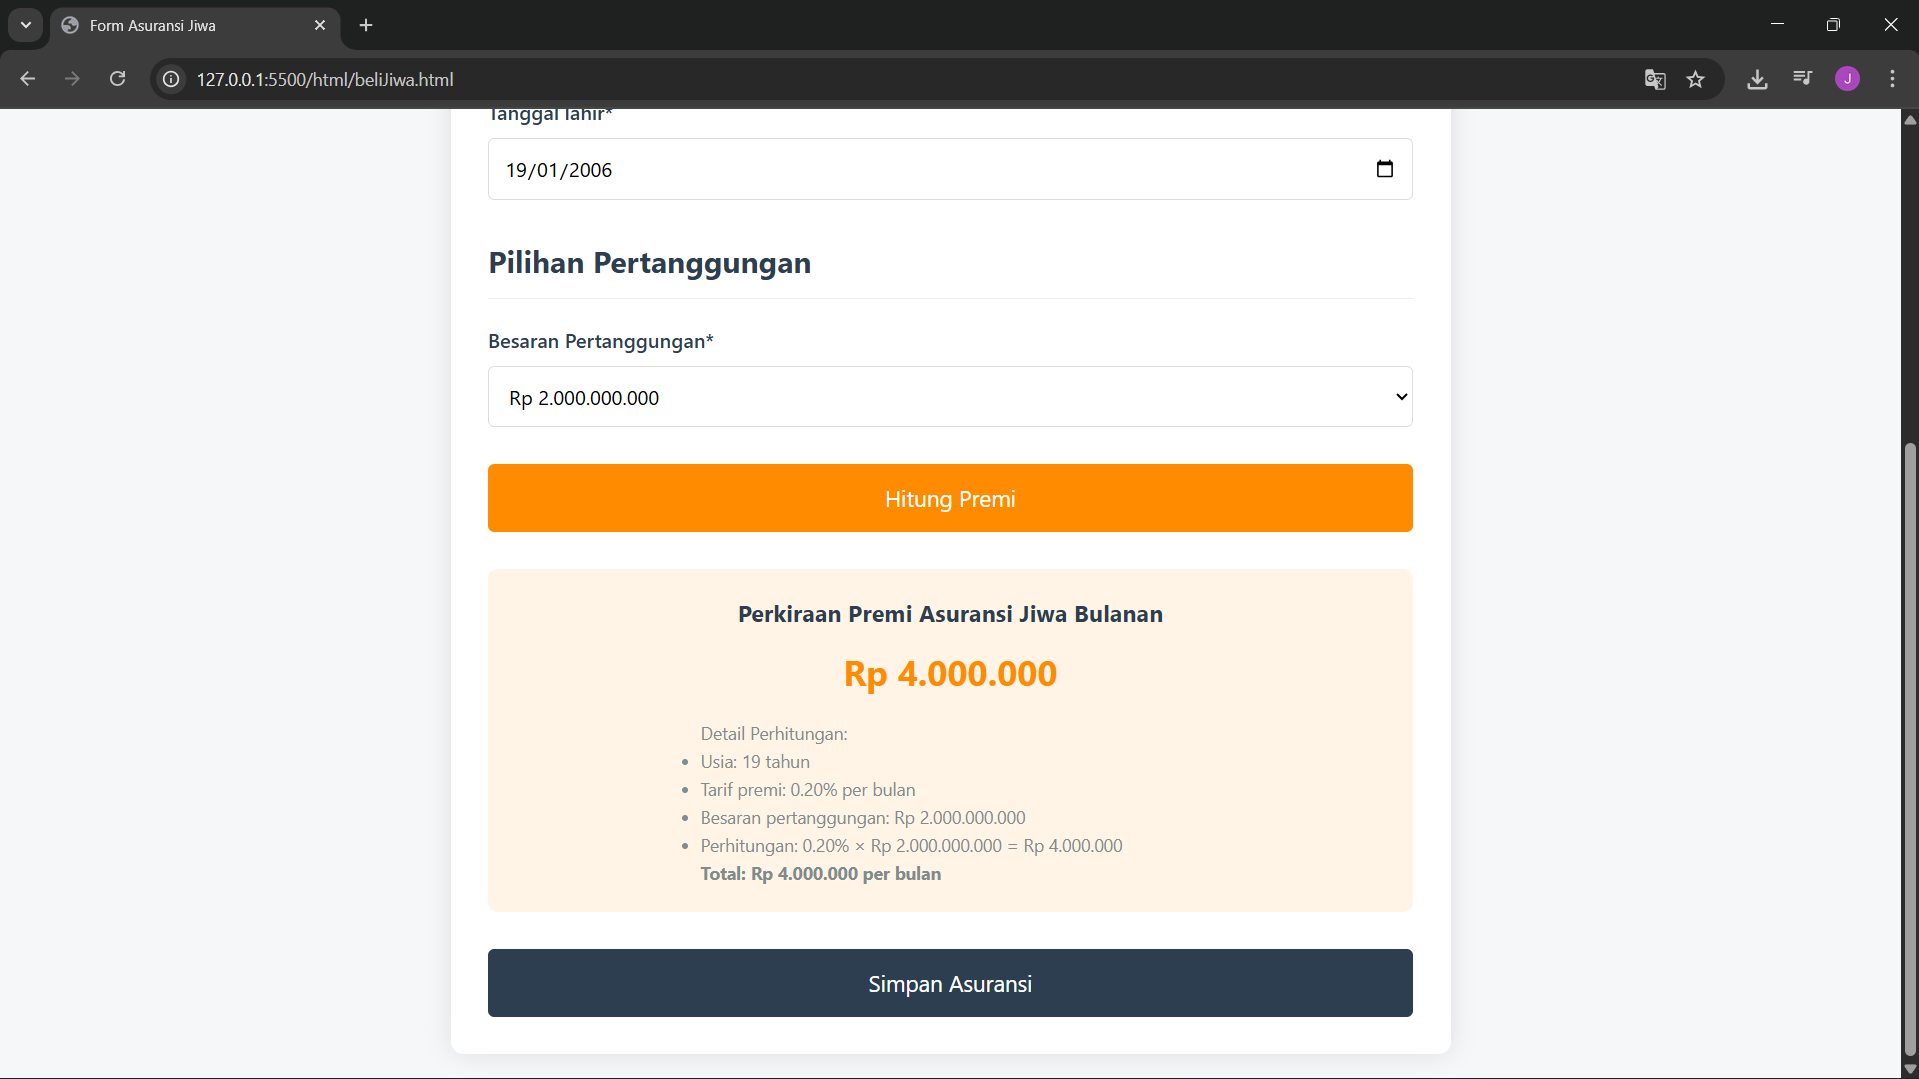 Form Asuransi Jiwa
127.0.0.1:5500/html/beliJiwa.html
J
Tanggal lahir*
19/01/2006
Pilihan Pertanggungan
Besaran Pertanggungan*
Rp 2.000.000.000
Hitung Premi
Perkiraan Premi Asuransi Jiwa Bulanan
Rp 4.000.000
Detail Perhitungan:
• Usia: 19 tahun
• Tarif premi: 0.20% per bulan
• Besaran pertanggungan: Rp 2.000.000.000
• Perhitungan: 0.20% × Rp 2.000.000.000 = Rp 4.000.000
Total: Rp 4.000.000 per bulan
Simpan Asuransi